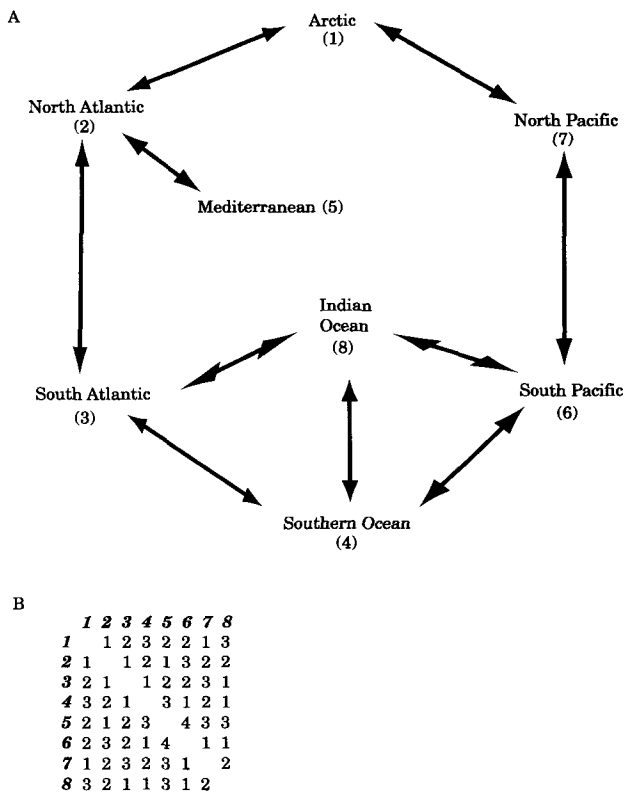 A
Arctic
(1)
North Atlantic
(2)
North Pacific
(7)
Mediterranean (5)
Indian
Ocean
(8)
South Atlantic
(3)
South Pacific
(6)
Southern Ocean
(4)
B
1 2 3 4 5 6 7 8
1 1 2 3 2 2 1 3
2 1 1 2 1 3 2 2
3 2 1 1 2 2 3 1
4 3 2 1 3 1 2 1
5 2 1 2 3 4 3 3
6 2 3 2 1 4 1 1
7 1 2 3 2 3 1 2
8 3 2 1 1 3 1 2